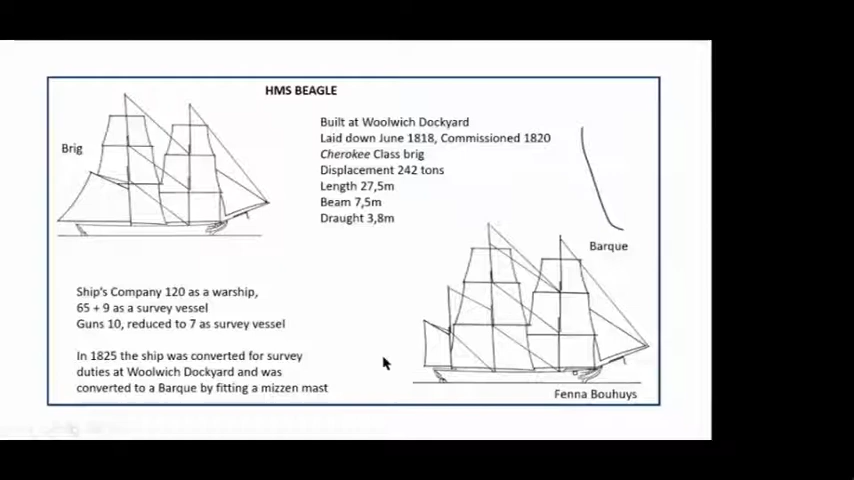 HMS BEAGLE
Brig
Built at Woolwich Dockyard
Laid down June 1818, Commissioned 1820
Cherokee Class brig
Displacement 242 tons
Length 27,5m
Beam 7,5m
Draught 3,8m
Barque
Ship's Company 120 as a warship,
65 + 9 as a survey vessel
Guns 10, reduced to 7 as survey vessel
In 1825 the ship was converted for survey
duties at Woolwich Dockyard and was
converted to a Barque by fitting a mizzen mast
Fenna Bouhuys